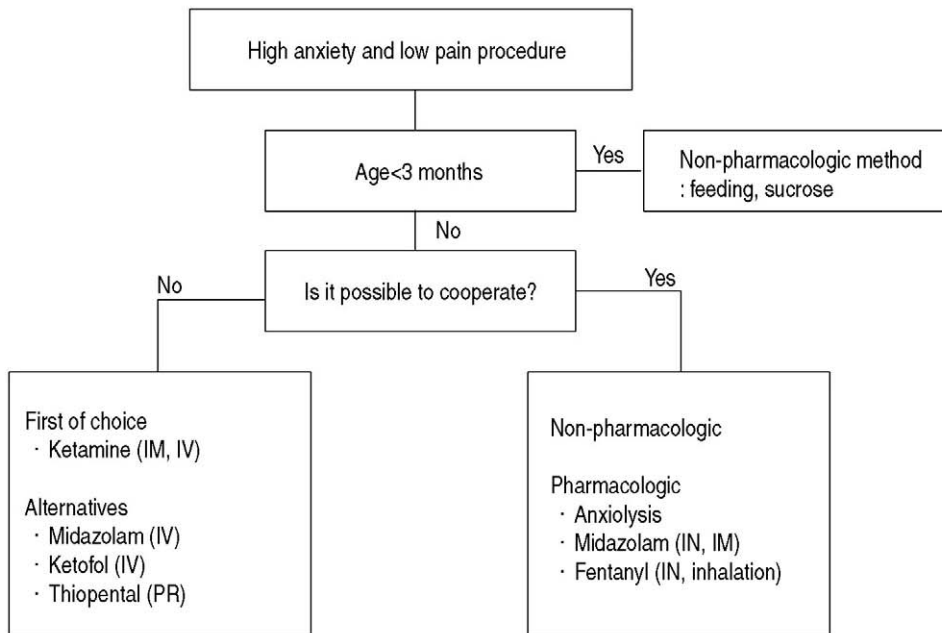 High anxiety and low pain procedure
Age<3 months
Yes
Non-pharmacologic method
: feeding, sucrose
No
Is it possible to cooperate?
No
Yes
First of choice
· Ketamine (IM, IV)
Alternatives
· Midazolam (IV)
· Ketofol (IV)
· Thiopental (PR)
Non-pharmacologic
Pharmacologic
· Anxiolysis
· Midazolam (IN, IM)
· Fentanyl (IN, inhalation)